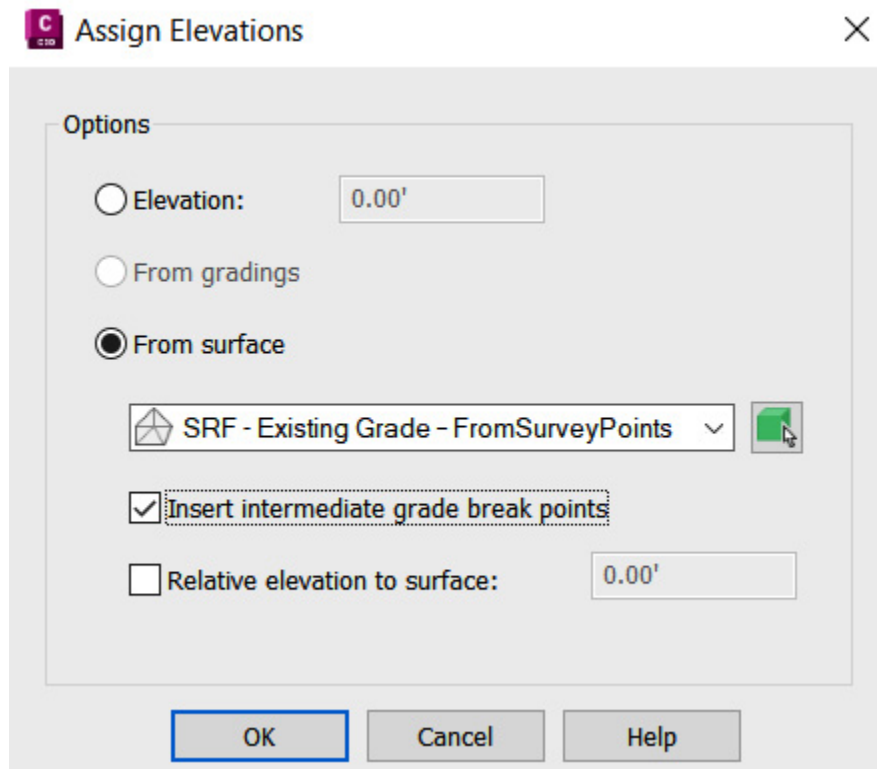 C
C3D
Assign Elevations
Options
Elevation: 0.00'
From gradings
From surface
SRF - Existing Grade – FromSurveyPoints
Insert intermediate grade break points
Relative elevation to surface: 0.00'
OK Cancel Help